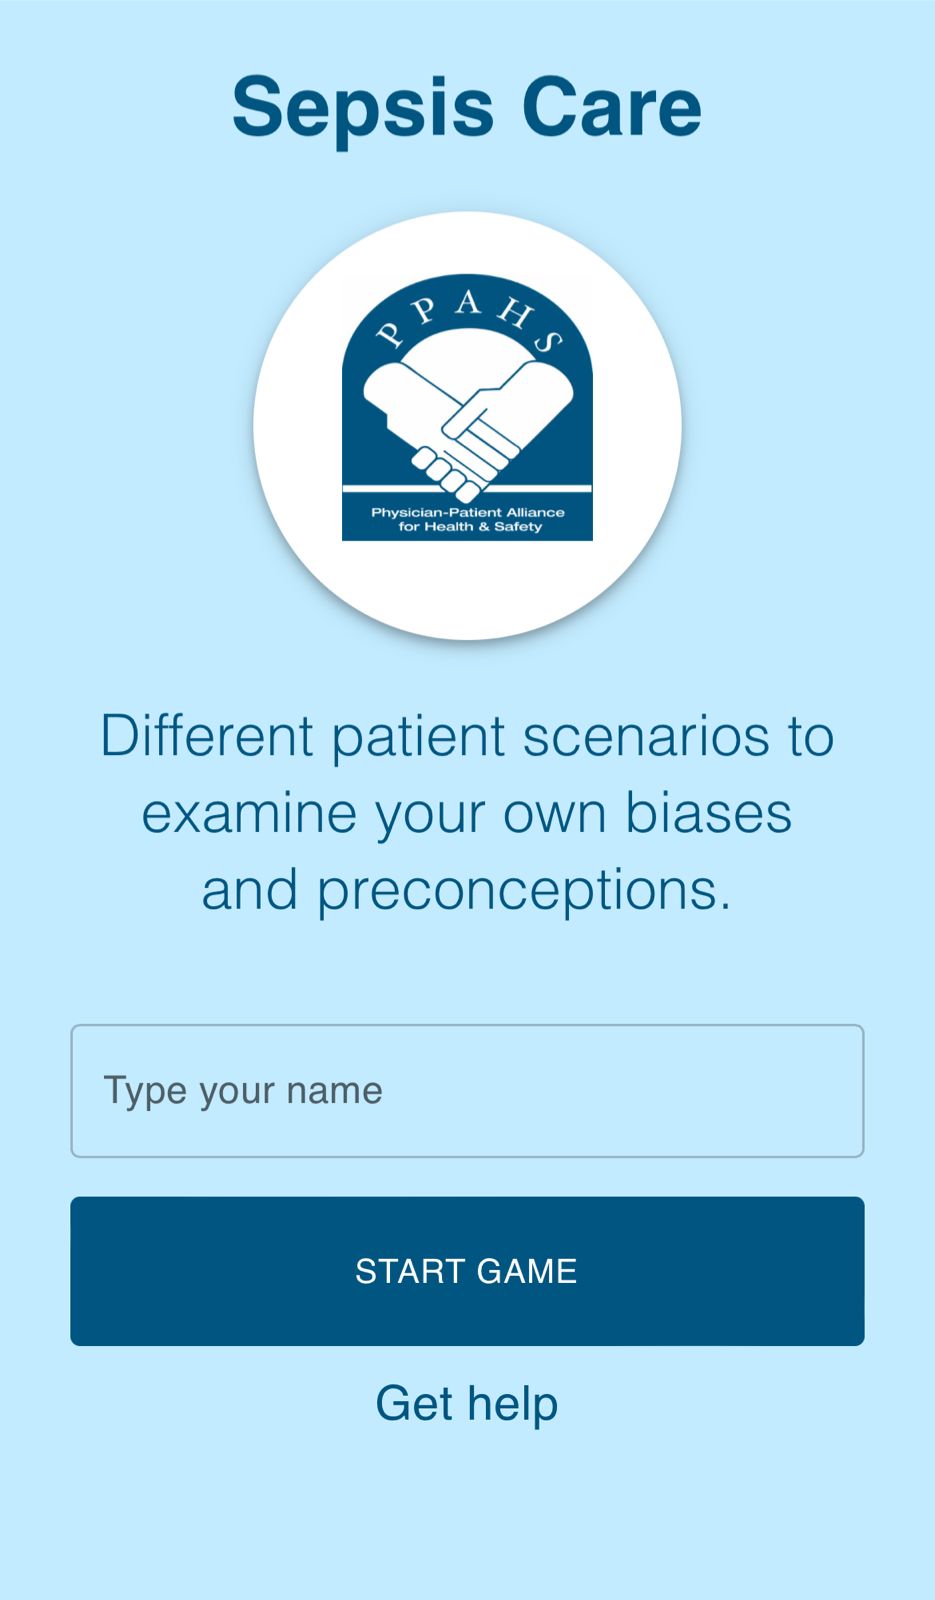 Sepsis Care
PPAHS
Physician-Patient Alliance
for Health & Safety
Different patient scenarios to
examine your own biases
and preconceptions.
Type your name
START GAME
Get help